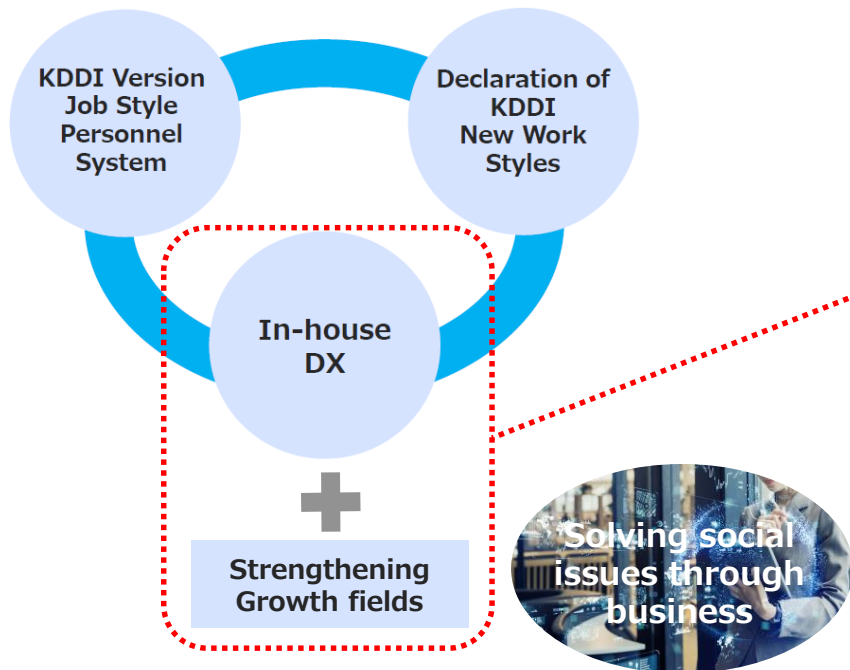 KDDI Version
Job Style
Personnel
System
Declaration of
KDDI
New Work
Styles
In-house
DX
Strengthening
Growth fields
Solving social
issues through
business